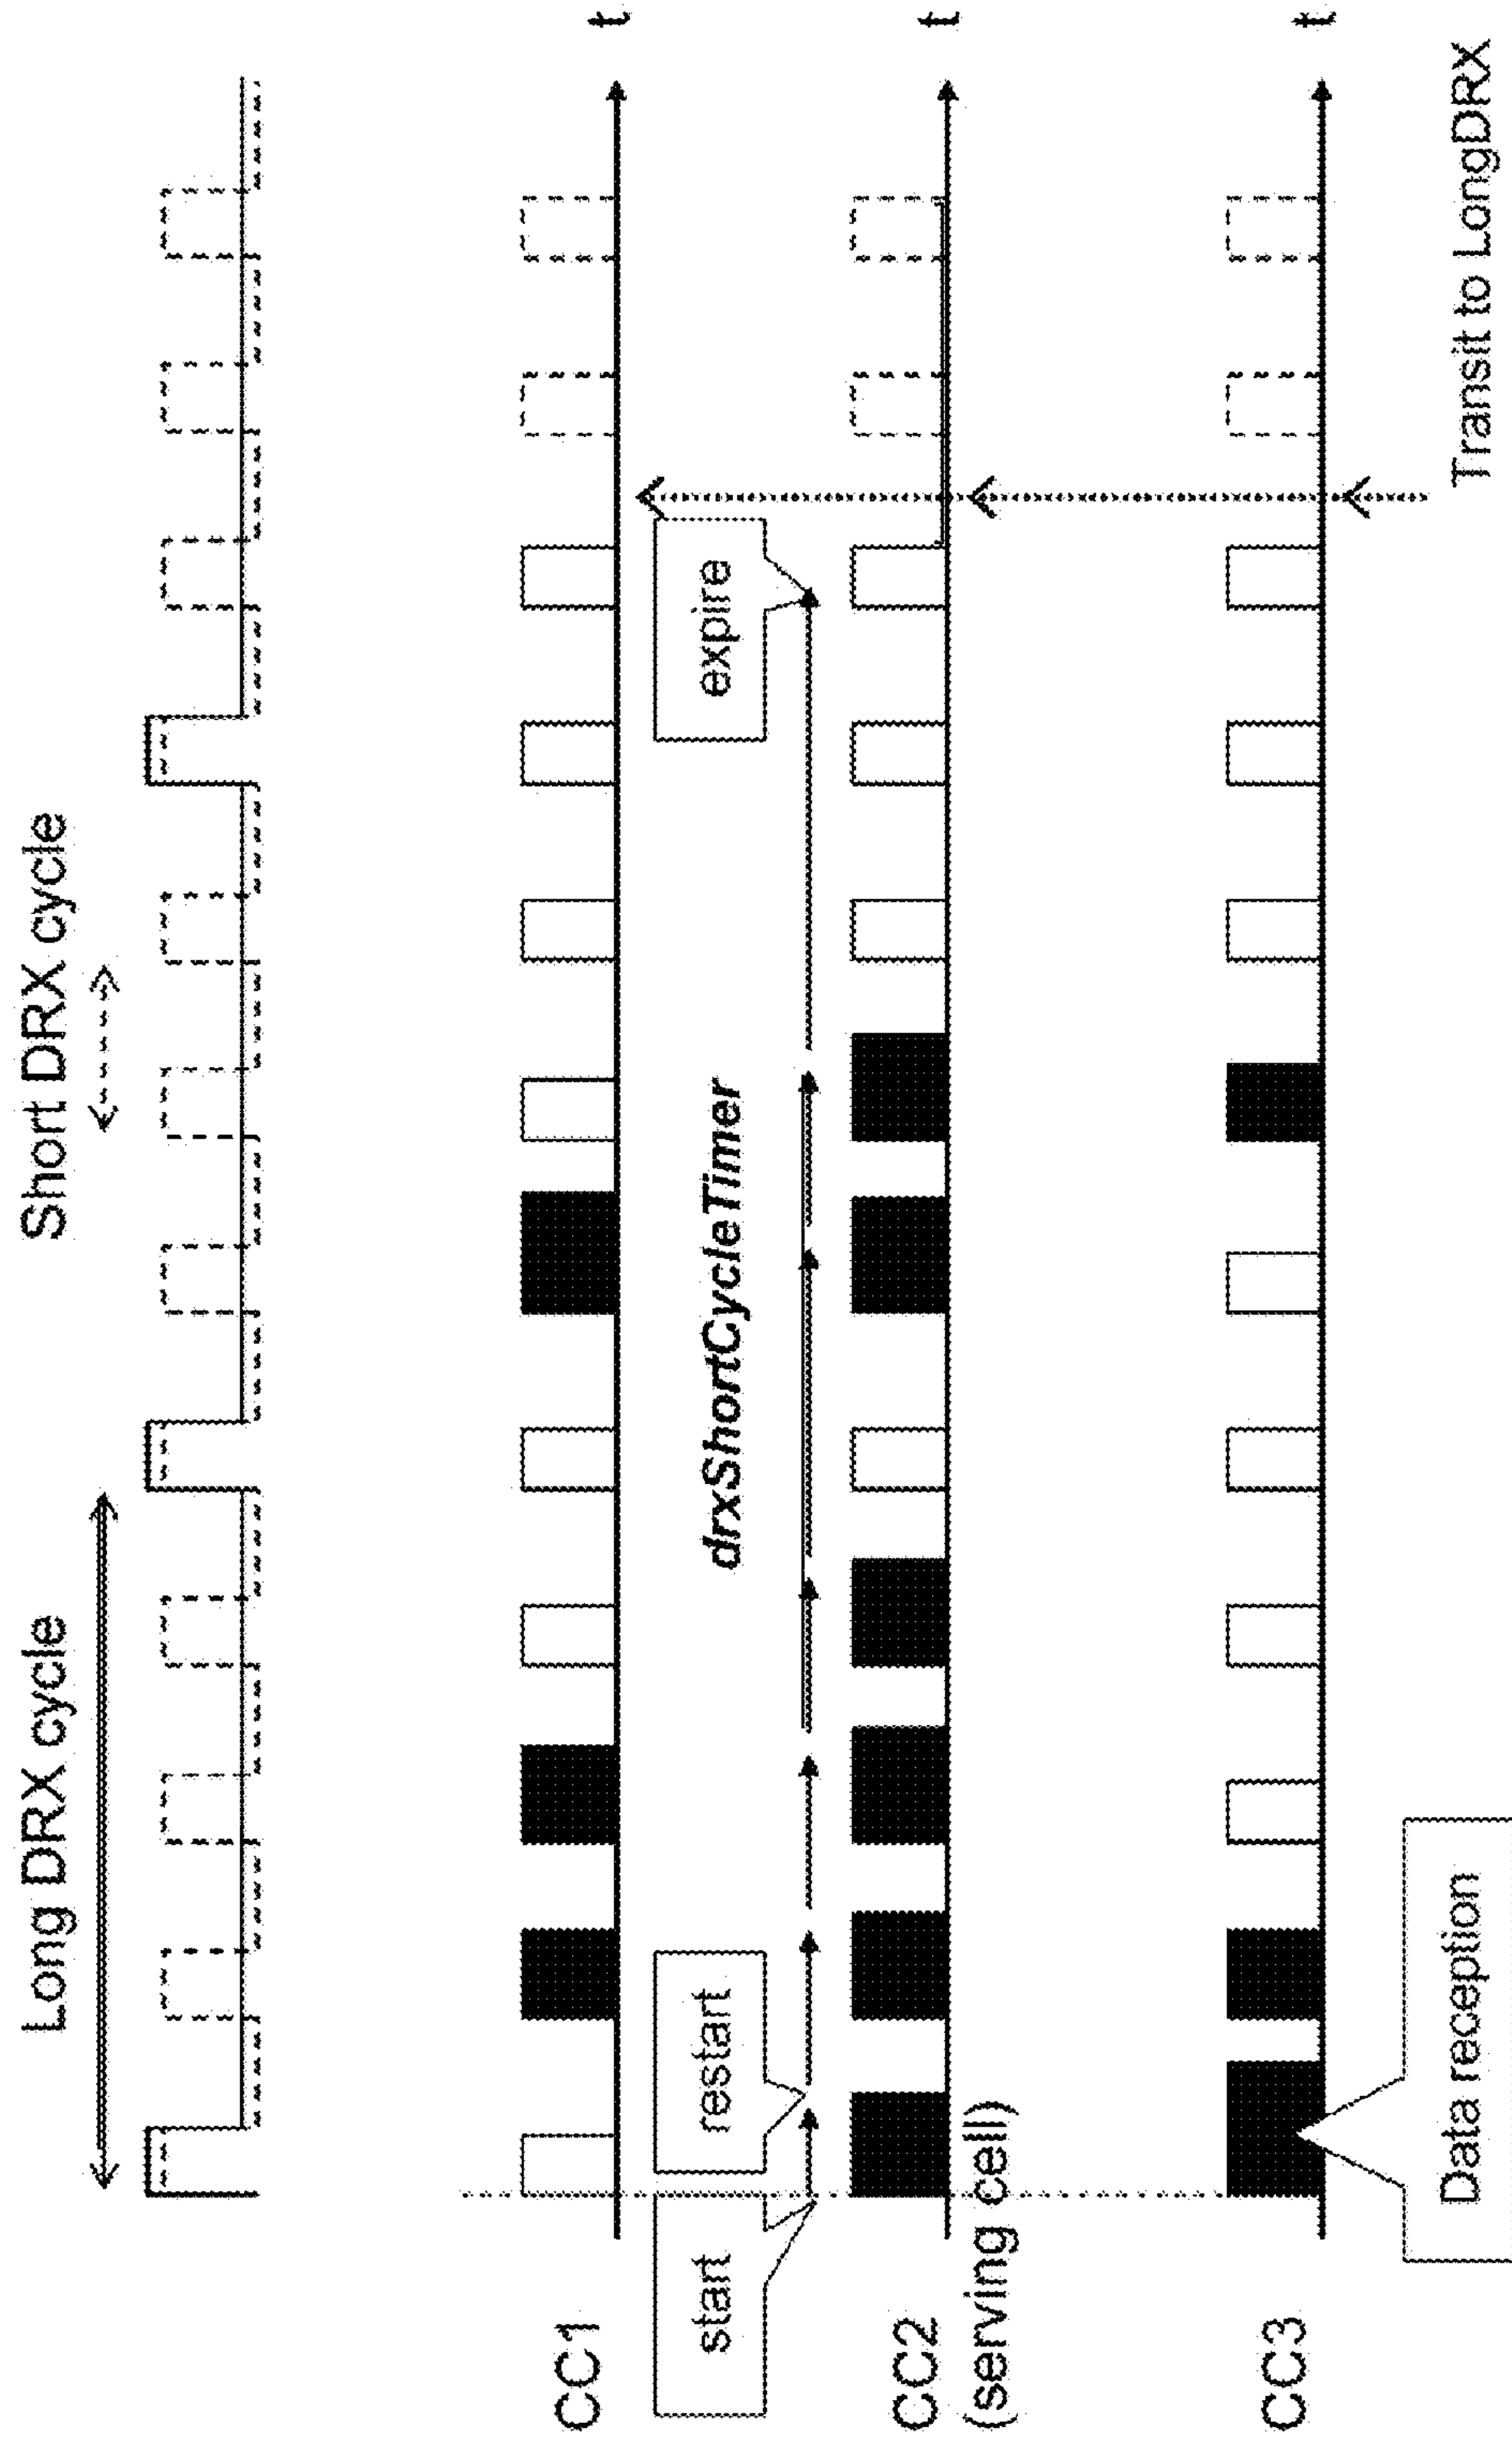 Long DRX cycle
Short DRX cycle
CC1
t
start
restart
drxShortCycleTimer
expire
CC2
(serving cell)
t
CC3
t
Data reception
Transit to LongDRX